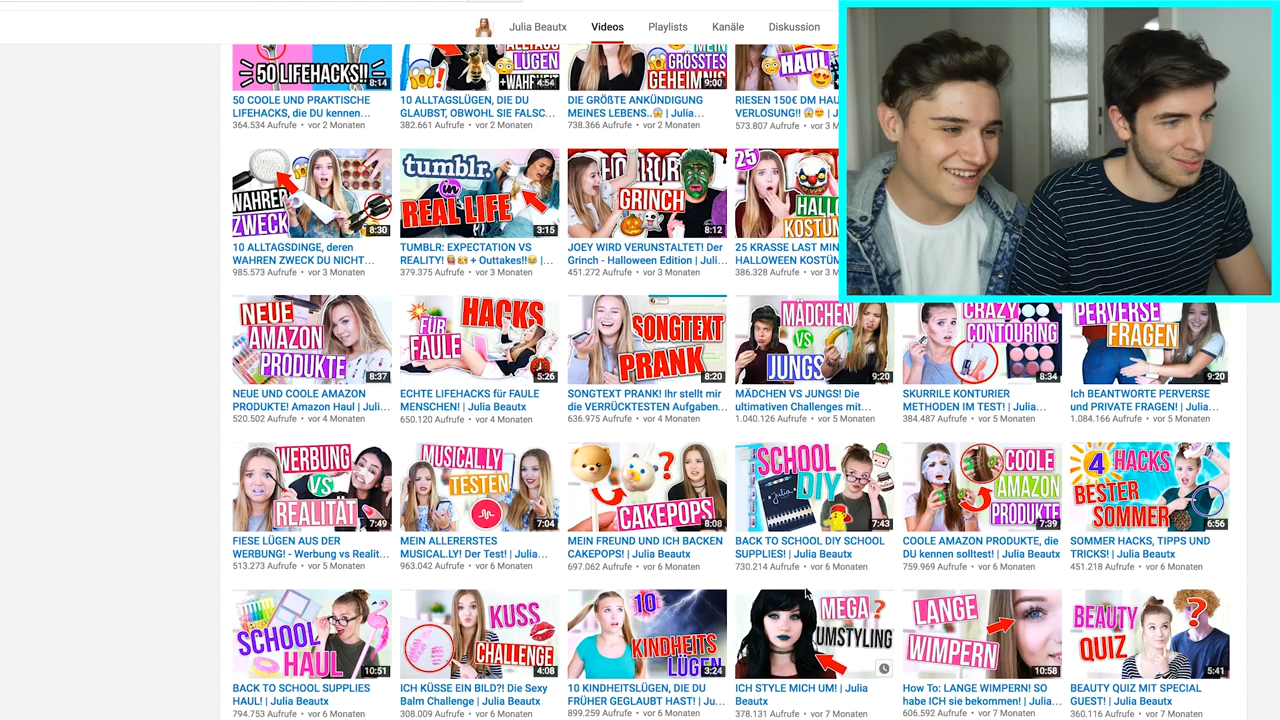 Julia Beautx
Videos
Playlists
Kanäle
Diskussion
50 LIFEHACKS!!
8:14
50 COOLE UND PRAKTISCHE
LIFEHACKS, die DU kennen…
364.534 Aufrufe • vor 2 Monaten
LÜGEN
+WAHRHEIT
4:54
10 ALLTAGSLÜGEN, DIE DU
GLAUBST, OBWOHL SIE FALSC…
382.661 Aufrufe • vor 2 Monaten
MEIN
GRÖSSTES
GEHEIMNIS
9:00
DIE GRÖßTE ANKÜNDIGUNG
MEINES LEBENS..😱 | Julia…
738.366 Aufrufe • vor 2 Monaten
HAUL
RIESEN 150€ DM HAU
VERLOSUNG!! 😱😍 | J
573.807 Aufrufe • vor 3 M
WAHRER
ZWECK
8:30
10 ALLTAGSDINGE, deren
WAHREN ZWECK DU NICHT…
985.573 Aufrufe • vor 3 Monaten
tumblr.
in
REAL LIFE
3:15
TUMBLR: EXPECTATION VS
REALITY! + Outtakes!! |…
379.375 Aufrufe • vor 3 Monaten
HORROR
GRINCH
8:12
JOEY WIRD VERUNSTALTET! Der
Grinch - Halloween Edition | Juli…
451.272 Aufrufe • vor 3 Monaten
25
HALL
KOSTÜM
25 KRASSE LAST MIN
HALLOWEEN KOSTÜM
386.328 Aufrufe • vor 3 M
NEUE
AMAZON
PRODUKTE
8:37
NEUE UND COOLE AMAZON
PRODUKTE! Amazon Haul | Juli…
520.502 Aufrufe • vor 4 Monaten
HACKS
FÜR
FAULE
5:26
ECHTE LIFEHACKS für FAULE
MENSCHEN! | Julia Beautx
650.120 Aufrufe • vor 4 Monaten
SONGTEXT
PRANK
8:20
SONGTEXT PRANK! Ihr stellt mir
die VERRÜCKTESTEN Aufgaben…
636.975 Aufrufe • vor 4 Monaten
MÄDCHEN
VS
JUNGS
9:20
MÄDCHEN VS JUNGS! Die
ultimativen Challenges mit…
1.040.126 Aufrufe • vor 5 Monaten
CRAZY
CONTOURING
8:34
SKURRILE KONTURIER
METHODEN IM TEST! | Julia…
384.487 Aufrufe • vor 5 Monaten
PERVERSE
FRAGEN
9:20
Ich BEANTWORTE PERVERSE
und PRIVATE FRAGEN! | Julia…
1.084.166 Aufrufe • vor 5 Monaten
WERBUNG
VS
REALITÄT
7:49
FIESE LÜGEN AUS DER
WERBUNG! - Werbung vs Realit…
513.273 Aufrufe • vor 5 Monaten
MUSICAL.LY
TESTEN
7:04
MEIN ALLERERSTES
MUSICAL.LY! Der Test! | Julia…
963.042 Aufrufe • vor 6 Monaten
?
CAKEPOPS
8:08
MEIN FREUND UND ICH BACKEN
CAKEPOPS! | Julia Beautx
697.062 Aufrufe • vor 6 Monaten
SCHOOL
DIY
Julia
7:43
BACK TO SCHOOL DIY SCHOOL
SUPPLIES! | Julia Beautx
730.214 Aufrufe • vor 6 Monaten
COOLE
AMAZON
PRODUKTE
7:39
COOLE AMAZON PRODUKTE, die
DU kennen solltest! | Julia Beautx
759.969 Aufrufe • vor 6 Monaten
4 HACKS
BESTER
SOMMER
6:56
SOMMER HACKS, TIPPS UND
TRICKS! | Julia Beautx
451.218 Aufrufe • vor 6 Monaten
SCHOOL
HAUL
10:51
BACK TO SCHOOL SUPPLIES
HAUL! | Julia Beautx
794.753 Aufrufe • vor 6 Monaten
KUSS
CHALLENGE
4:08
ICH KÜSSE EIN BILD?! Die Sexy
Balm Challenge | Julia Beautx
308.009 Aufrufe • vor 6 Monaten
10
KINDHEITS
LÜGEN
3:24
10 KINDHEITSLÜGEN, DIE DU
FRÜHER GEGLAUBT HAST! | Ju…
899.259 Aufrufe • vor 6 Monaten
MEGA ?
UMSTYLING
ICH STYLE MICH UM! | Julia
Beautx
378.131 Aufrufe • vor 7 Monaten
LANGE
WIMPERN
10:58
How To: LANGE WIMPERN! SO
habe ICH sie bekommen! | Julia…
606.592 Aufrufe • vor 7 Monaten
BEAUTY
QUIZ
?
5:41
BEAUTY QUIZ MIT SPECIAL
GUEST! | Julia Beautx
360.116 Aufrufe • vor 7 Monaten